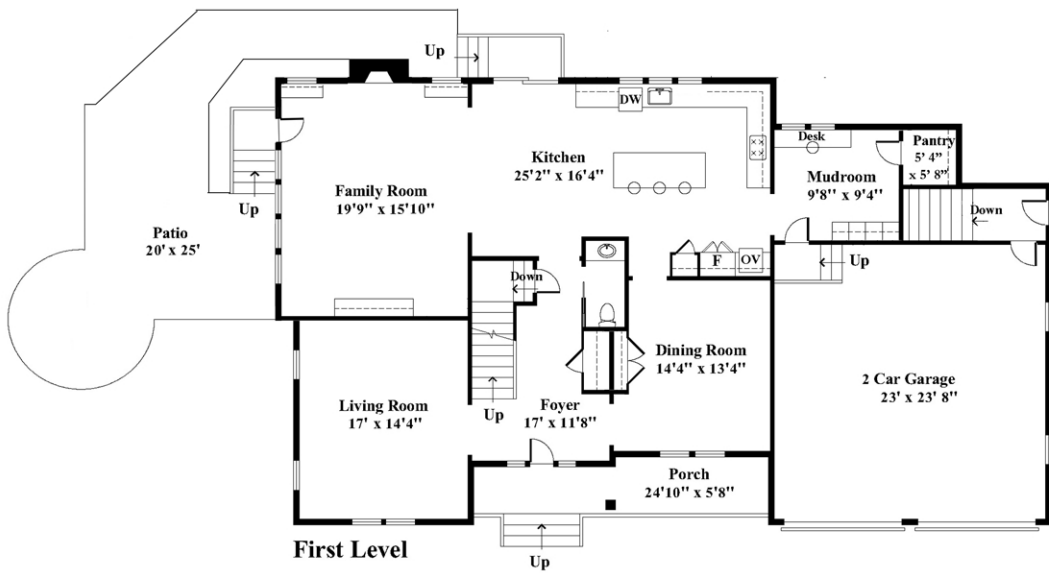 Up
DW
Desk
Pantry
5' 4"
x 5' 8"
Kitchen
25'2" x 16'4"
Family Room
19'9" x 15'10"
Mudroom
9'8" x 9'4"
Up
Down
Patio
20' x 25'
F
OV
Up
Down
Dining Room
14'4" x 13'4"
2 Car Garage
23' x 23' 8"
Living Room
17' x 14'4"
Up
Foyer
17' x 11'8"
Porch
24'10" x 5'8"
First Level
Up